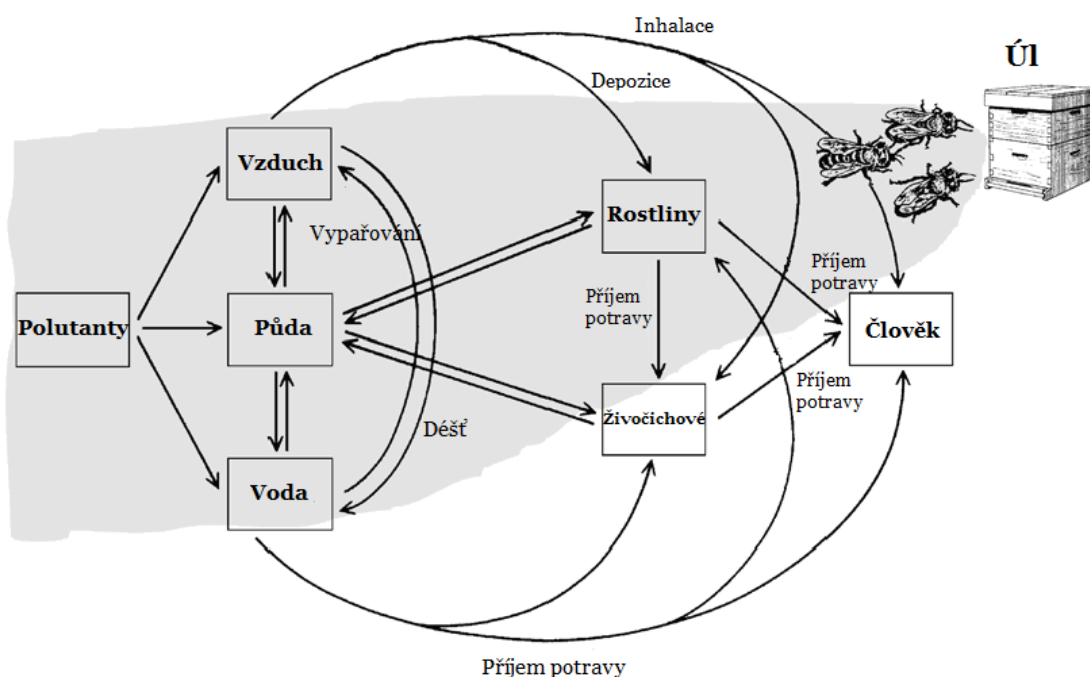 Inhalace
Úl
Depozice
Vzduch
Rostliny
Vypařování
Příjem
potravy
Příjem
potravy
Polutanty
Půda
Člověk
Příjem
potravy
Živočichové
Déšť
Voda
Příjem potravy